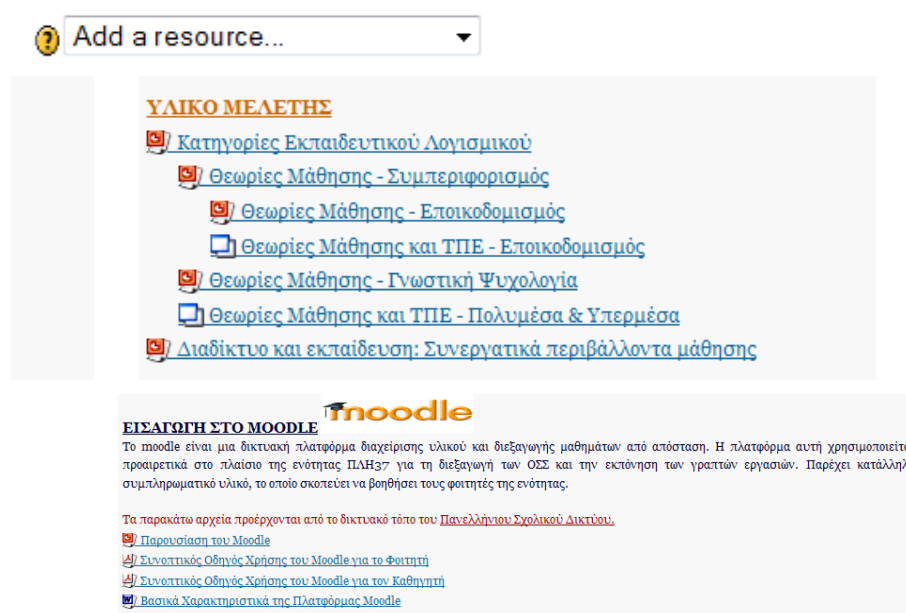 Add a resource...
ΥΛΙΚΟ ΜΕΛΕΤΗΣ
Κατηγορίες Εκπαιδευτικού Λογισμικού
Θεωρίες Μάθησης - Συμπεριφορισμός
Θεωρίες Μάθησης - Εποικοδομισμός
Θεωρίες Μάθησης και ΤΠΕ - Εποικοδομισμός
Θεωρίες Μάθησης - Γνωστική Ψυχολογία
Θεωρίες Μάθησης και ΤΠΕ - Πολυμέσα & Υπερμέσα
Διαδίκτυο και εκπαίδευση: Συνεργατικά περιβάλλοντα μάθησης
moodle
ΕΙΣΑΓΩΓΗ ΣΤΟ MOODLE
Το moodle είναι μια δικτυακή πλατφόρμα διαχείρισης υλικού και διεξαγωγής μαθημάτων από απόσταση. Η πλατφόρμα αυτή χρησιμοποιείτα
προαιρετικά στο πλαίσιο της ενότητας ΠΛΗ37 για τη διεξαγωγή των ΟΣΣ και την εκπόνηση των γραπτών εργασιών. Παρέχει κατάλληλ
συμπληρωματικό υλικό, το οποίο σκοπεύει να βοηθήσει τους φοιτητές της ενότητας.
Τα παρακάτω αρχεία προέρχονται από το δικτυακό τόπο του Πανελλήνιου Σχολικού Δικτύου.
Παρουσίαση του Moodle
Συνοπτικός Οδηγός Χρήσης του Moodle για το Φοιτητή
Συνοπτικός Οδηγός Χρήσης του Moodle για τον Καθηγητή
Βασικά Χαρακτηριστικά της Πλατφόρμας Moodle